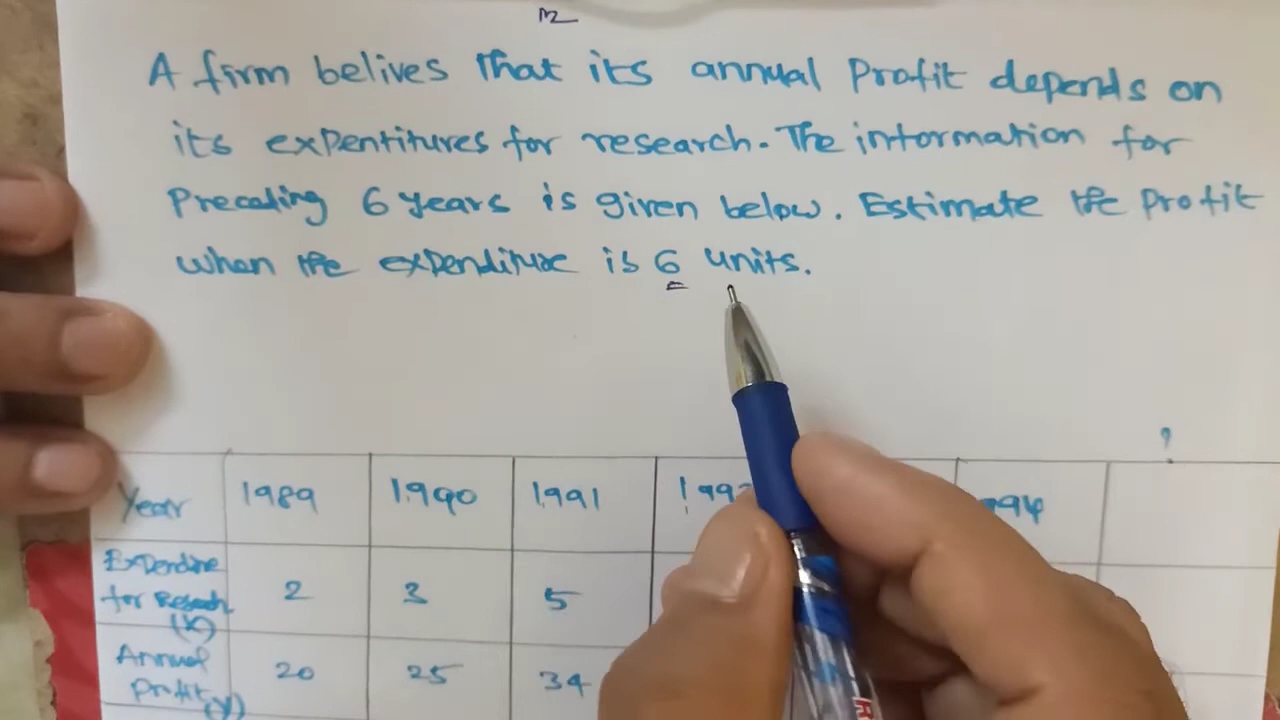 A firm belives that its annual Profit depends on
its expentitures for research. The information for
Preceding 6 years is given below. Estimate the Profit
when the expenditure is 6 units.
?
Year 1989 1990 1991 199 994
for (x) 2 3 5
Annual
Profit (y) 20 25 34
R